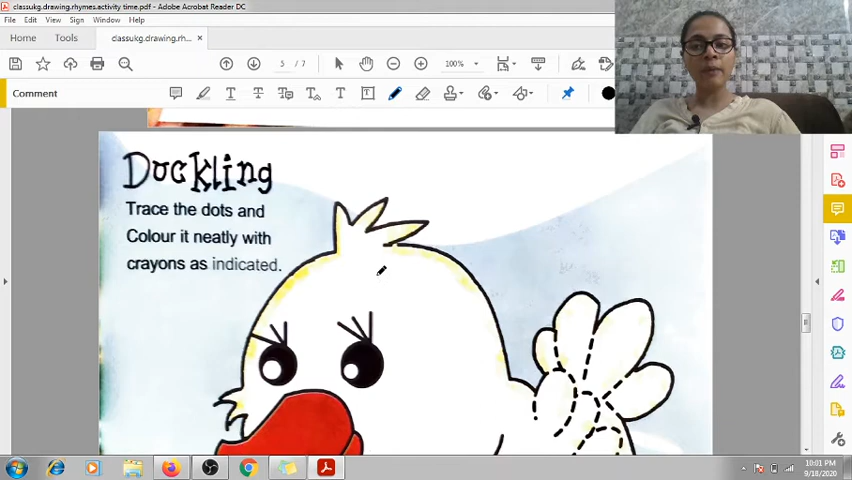 classukg.drawing.rhymes.activity time.pdf - Adobe Acrobat Reader DC
File Edit View Sign Window Help
Home Tools classukg.drawing.rh... ×
5 / 7 100%
Comment
Duckling
Trace the dots and
Colour it neatly with
crayons as indicated.
10:01 PM
9/18/2020